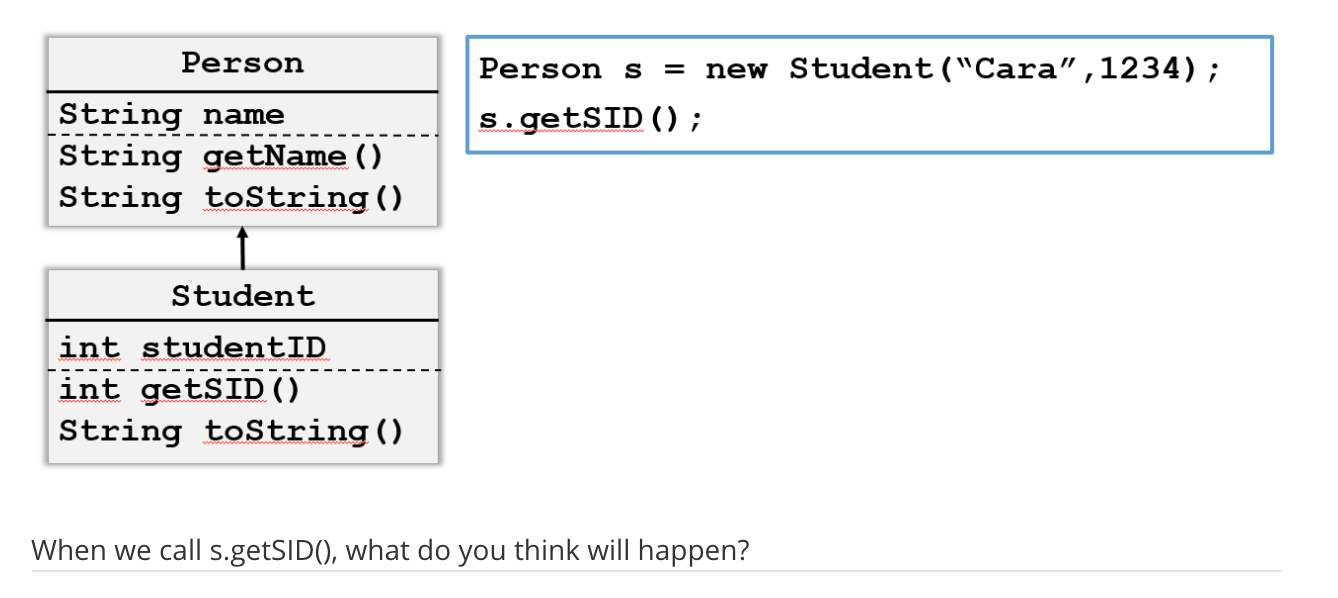 Person
String name
String getName()
String toString()
Student
int studentID
int getSID()
String toString()
Person s = new Student(“Cara”,1234);
s.getSID();
When we call s.getSID(), what do you think will happen?